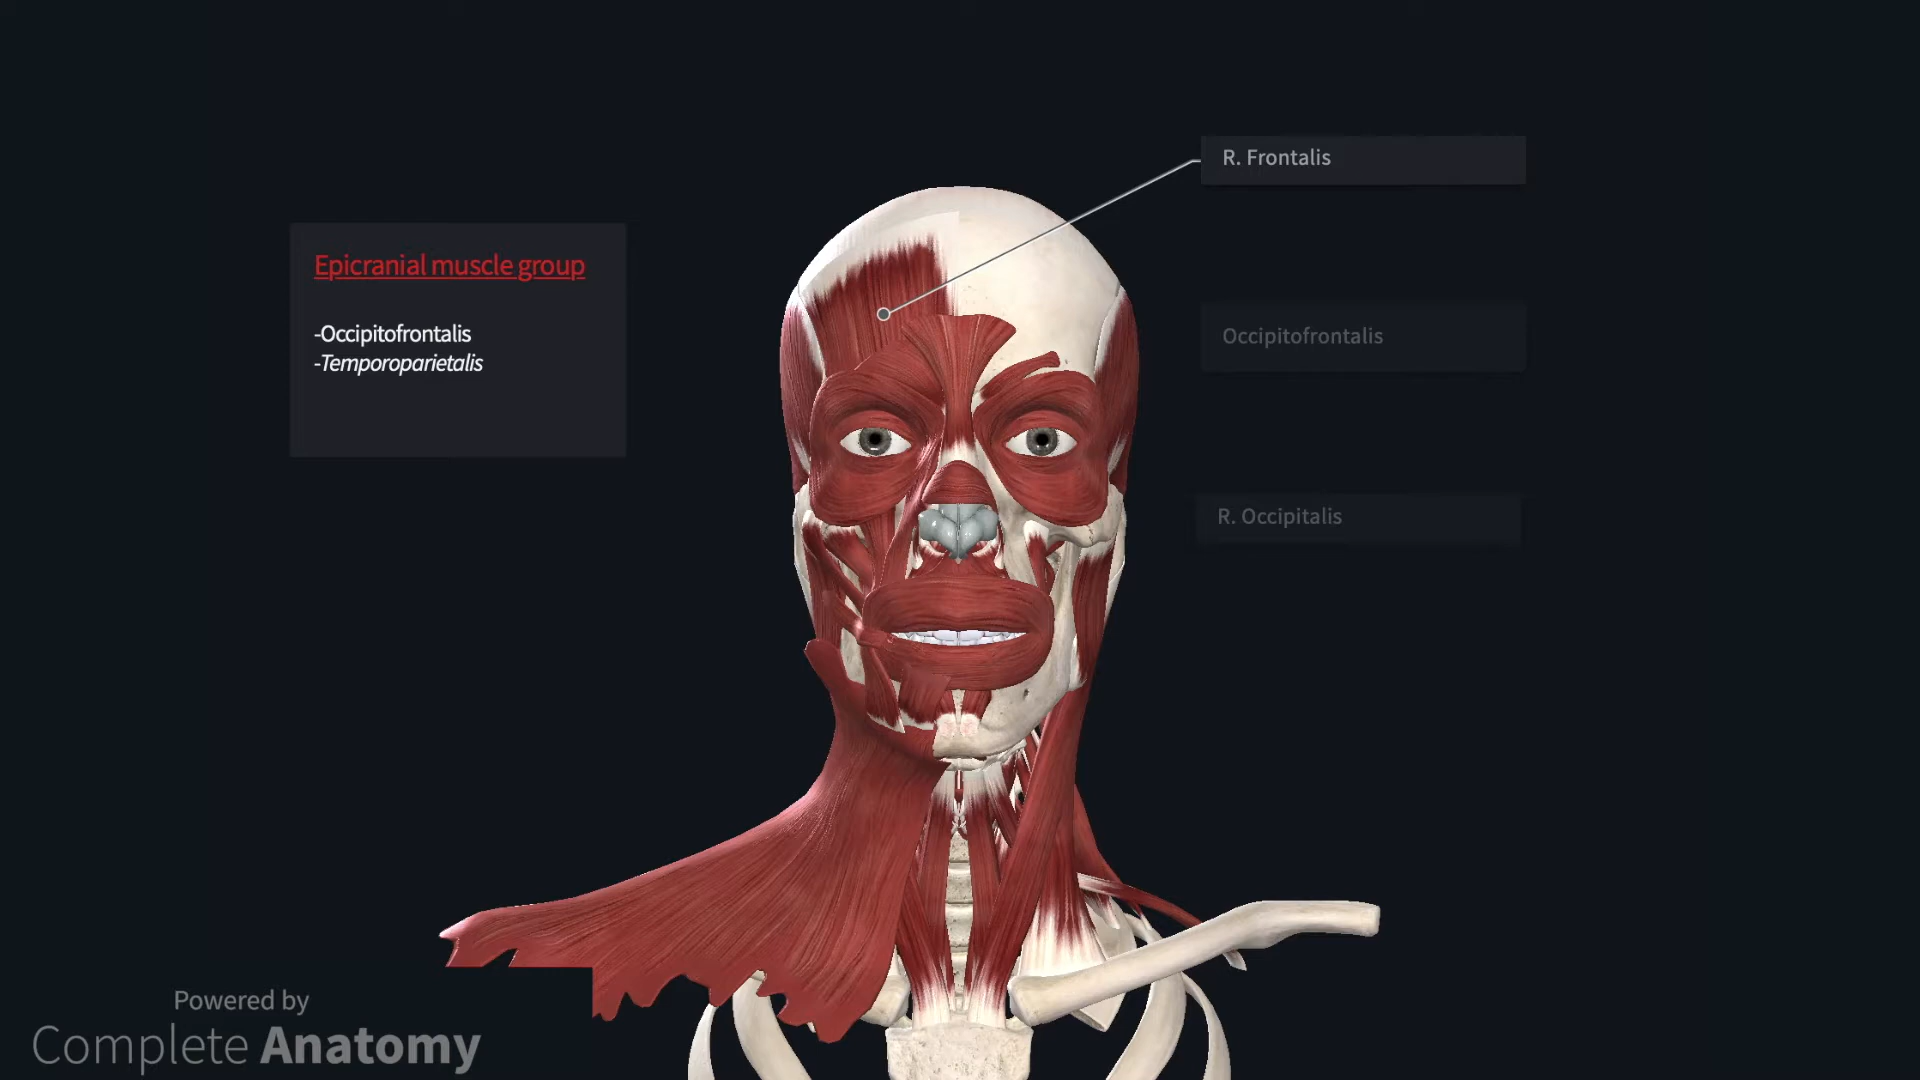 R. Frontalis
Epicranial muscle group
-Occipitofrontalis
-Temporoparietalis
Occipitofrontalis
R. Occipitalis
Powered by
Complete Anatomy